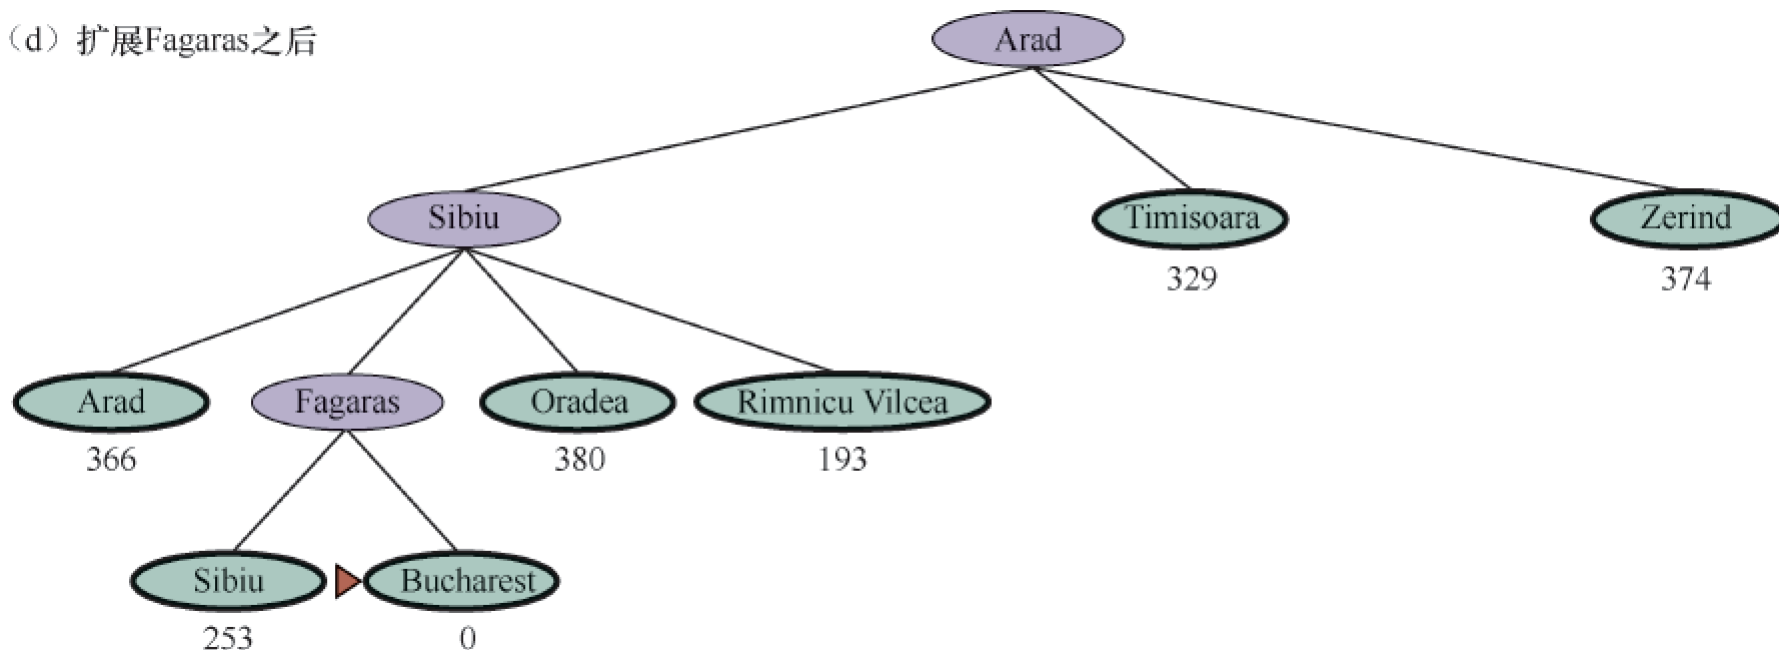 （d）扩展Fagaras之后
Arad
Sibiu
Timisoara
Zerind
329
374
Arad
Fagaras
Oradea
Rimnicu Vilcea
366
380
193
Sibiu
Bucharest
253
0